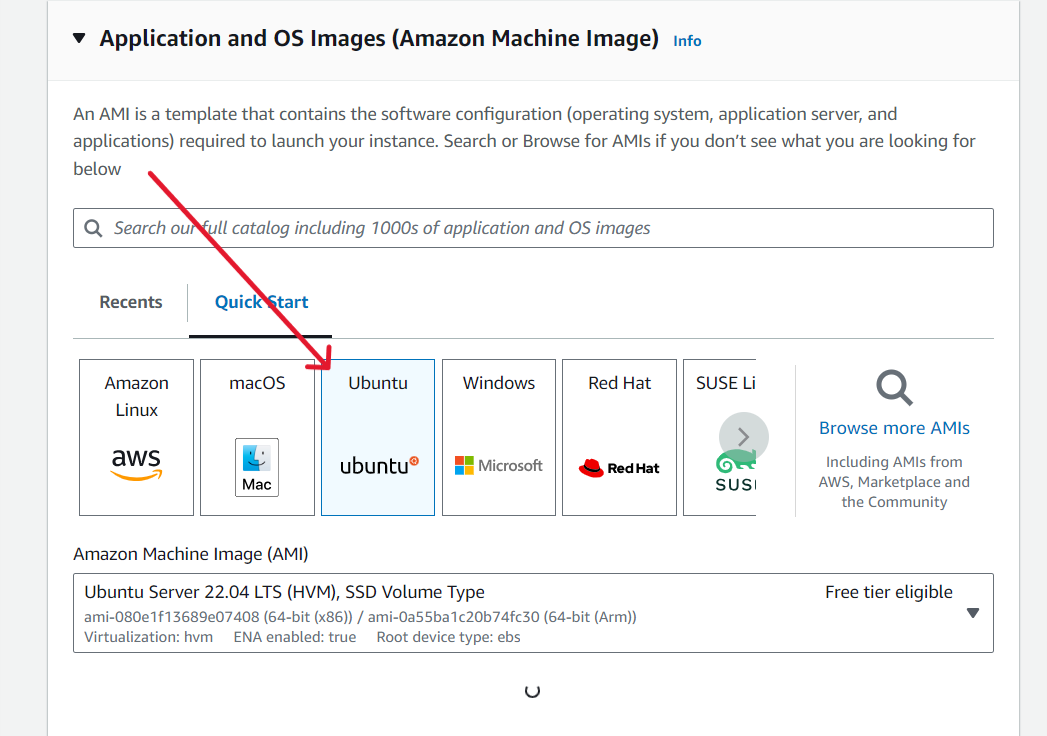 Application and OS Images (Amazon Machine Image) Info
An AMI is a template that contains the software configuration (operating system, application server, and
applications) required to launch your instance. Search or Browse for AMIs if you don’t see what you are looking for
below
Search our full catalog including 1000s of application and OS images
Recents
Quick Start
Amazon
Linux
aws
macOS
Mac
Ubuntu
ubuntu
Windows
Microsoft
Red Hat
Red Hat
SUSE Li
SUS
Browse more AMIs
Including AMIs from
AWS, Marketplace and
the Community
Amazon Machine Image (AMI)
Ubuntu Server 22.04 LTS (HVM), SSD Volume Type
Free tier eligible
ami-080e1f13689e07408 (64-bit (x86)) / ami-0a55ba1c20b74fc30 (64-bit (Arm))
Virtualization: hvm ENA enabled: true Root device type: ebs